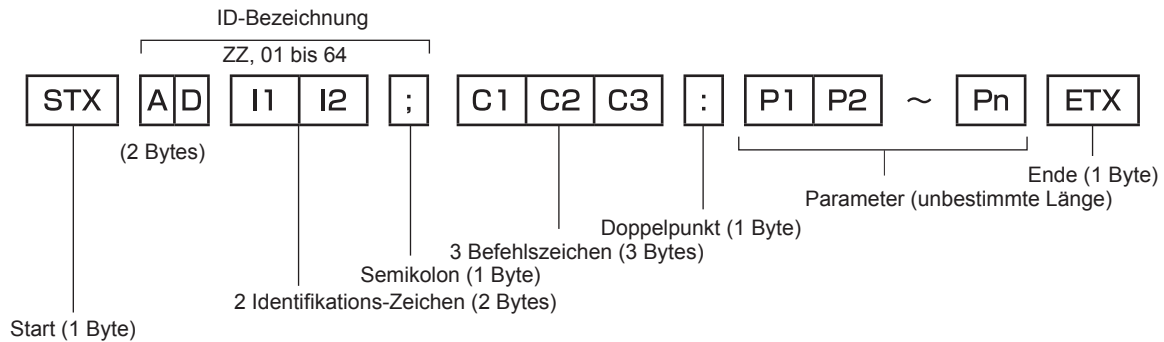 ID-Bezeichnung
ZZ, 01 bis 64
STX A D I1 I2 ; C1 C2 C3 : P1 P2 ~ Pn ETX
(2 Bytes)
Ende (1 Byte)
Parameter (unbestimmte Länge)
Doppelpunkt (1 Byte)
3 Befehlszeichen (3 Bytes)
Semikolon (1 Byte)
2 Identifikations-Zeichen (2 Bytes)
Start (1 Byte)